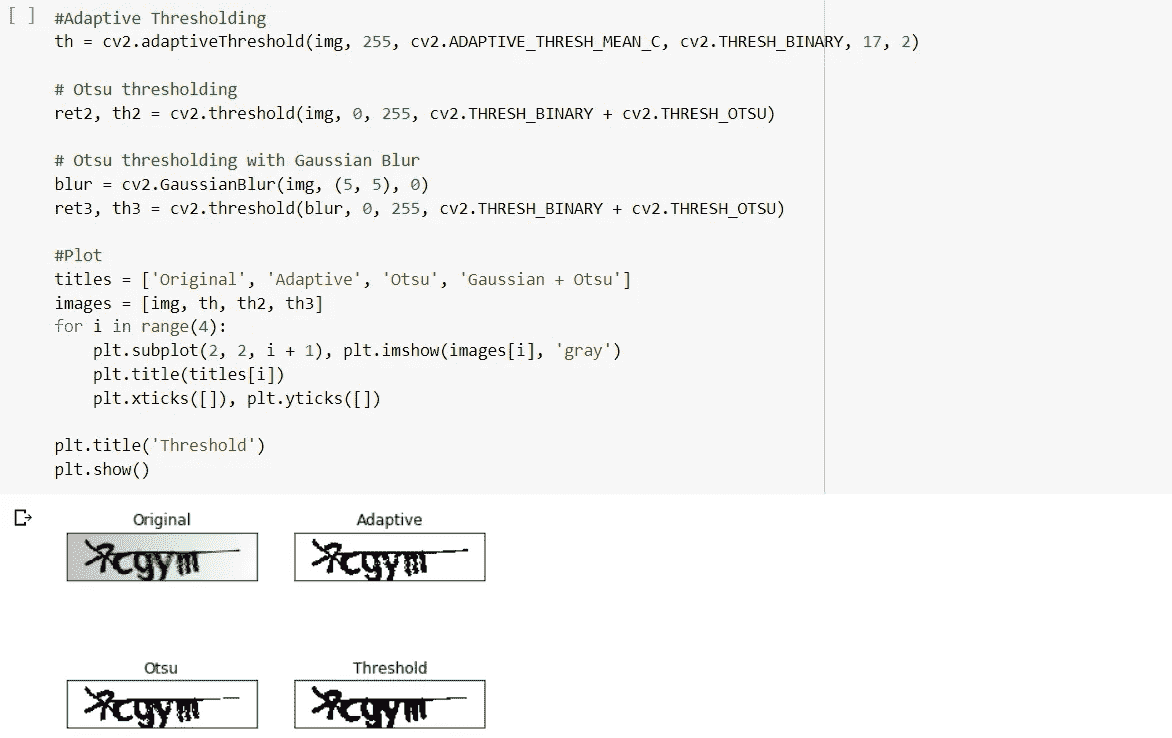 [ ] #Adaptive Thresholding
th = cv2.adaptiveThreshold(img, 255, cv2.ADAPTIVE_THRESH_MEAN_C, cv2.THRESH_BINARY, 17, 2)
# Otsu thresholding
ret2, th2 = cv2.threshold(img, 0, 255, cv2.THRESH_BINARY + cv2.THRESH_OTSU)
# Otsu thresholding with Gaussian Blur
blur = cv2.GaussianBlur(img, (5, 5), 0)
ret3, th3 = cv2.threshold(blur, 0, 255, cv2.THRESH_BINARY + cv2.THRESH_OTSU)
#Plot
titles = ['Original', 'Adaptive', 'Otsu', 'Gaussian + Otsu']
images = [img, th, th2, th3]
for i in range(4):
    plt.subplot(2, 2, i + 1), plt.imshow(images[i], 'gray')
    plt.title(titles[i])
    plt.xticks([]), plt.yticks([])
plt.title('Threshold')
plt.show()
Original Adaptive
Otsu Threshold